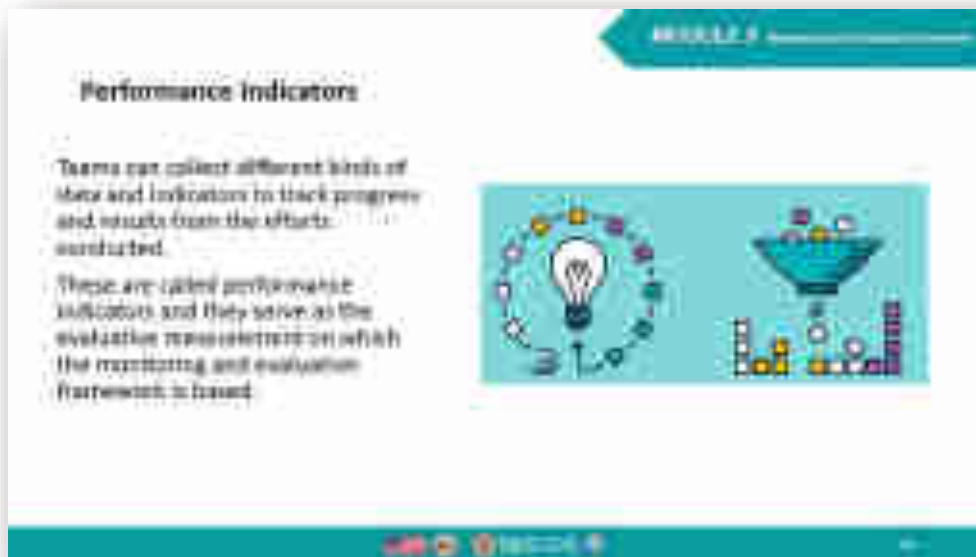 MODULE
Performance Indicators
Teams can collect different kinds of
data and indicators to track progress
and results from the efforts
conducted.
These are called performance
indicators and they serve as the
evaluative measurement on which
the monitoring and evaluation
framework is based.